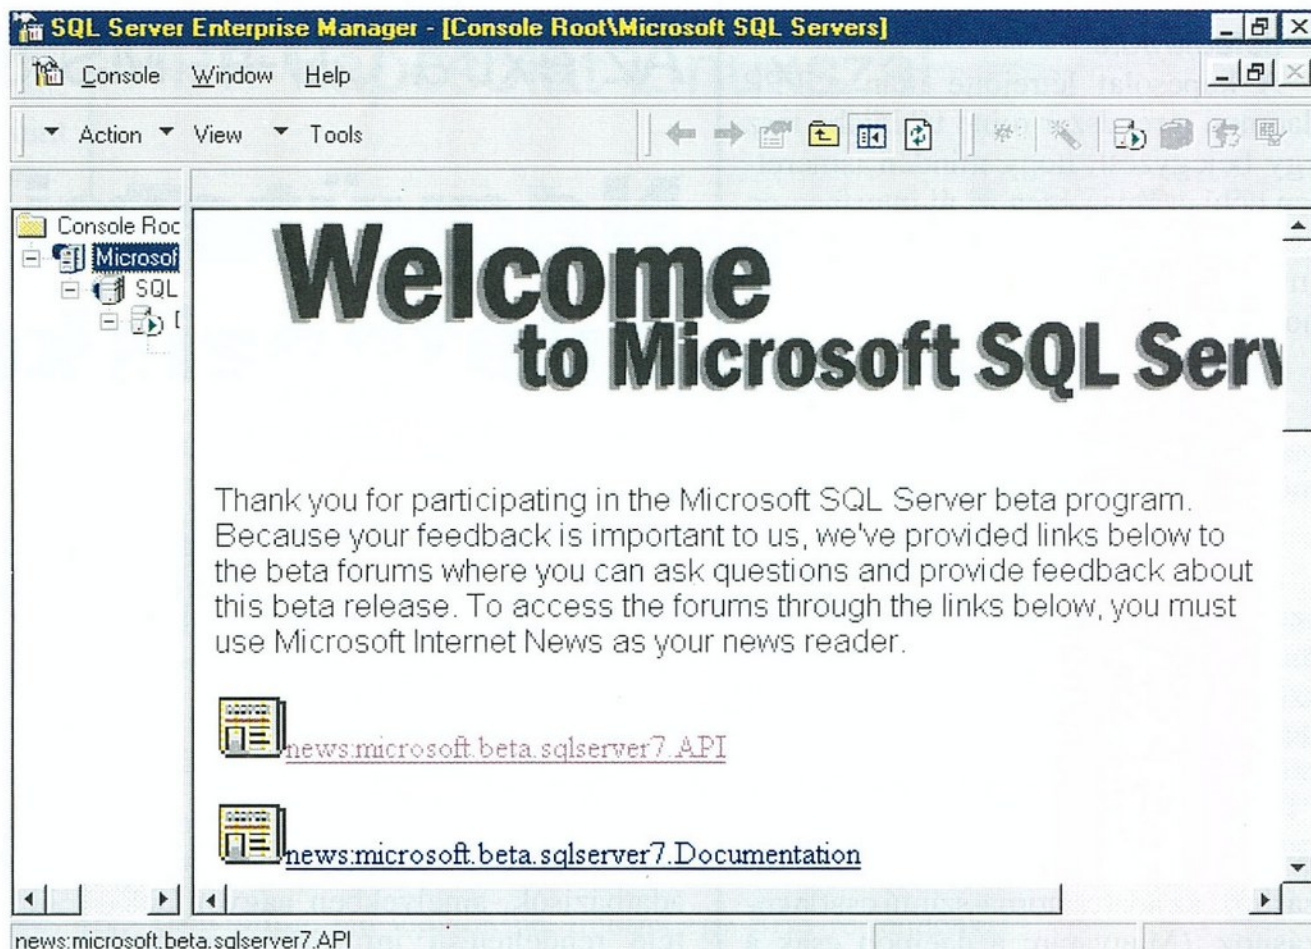 SQL Server Enterprise Manager - [Console Root\Microsoft SQL Servers]
Console Window Help
Action View Tools
Console Roo
Microsof
SQL
Welcome
to Microsoft SQL Serv
Thank you for participating in the Microsoft SQL Server beta program.
Because your feedback is important to us, we've provided links below to
the beta forums where you can ask questions and provide feedback about
this beta release. To access the forums through the links below, you must
use Microsoft Internet News as your news reader.
news:microsoft.beta.sqlserver7.API
news:microsoft.beta.sqlserver7.Documentation
news:microsoft.beta.sqlserver7.API